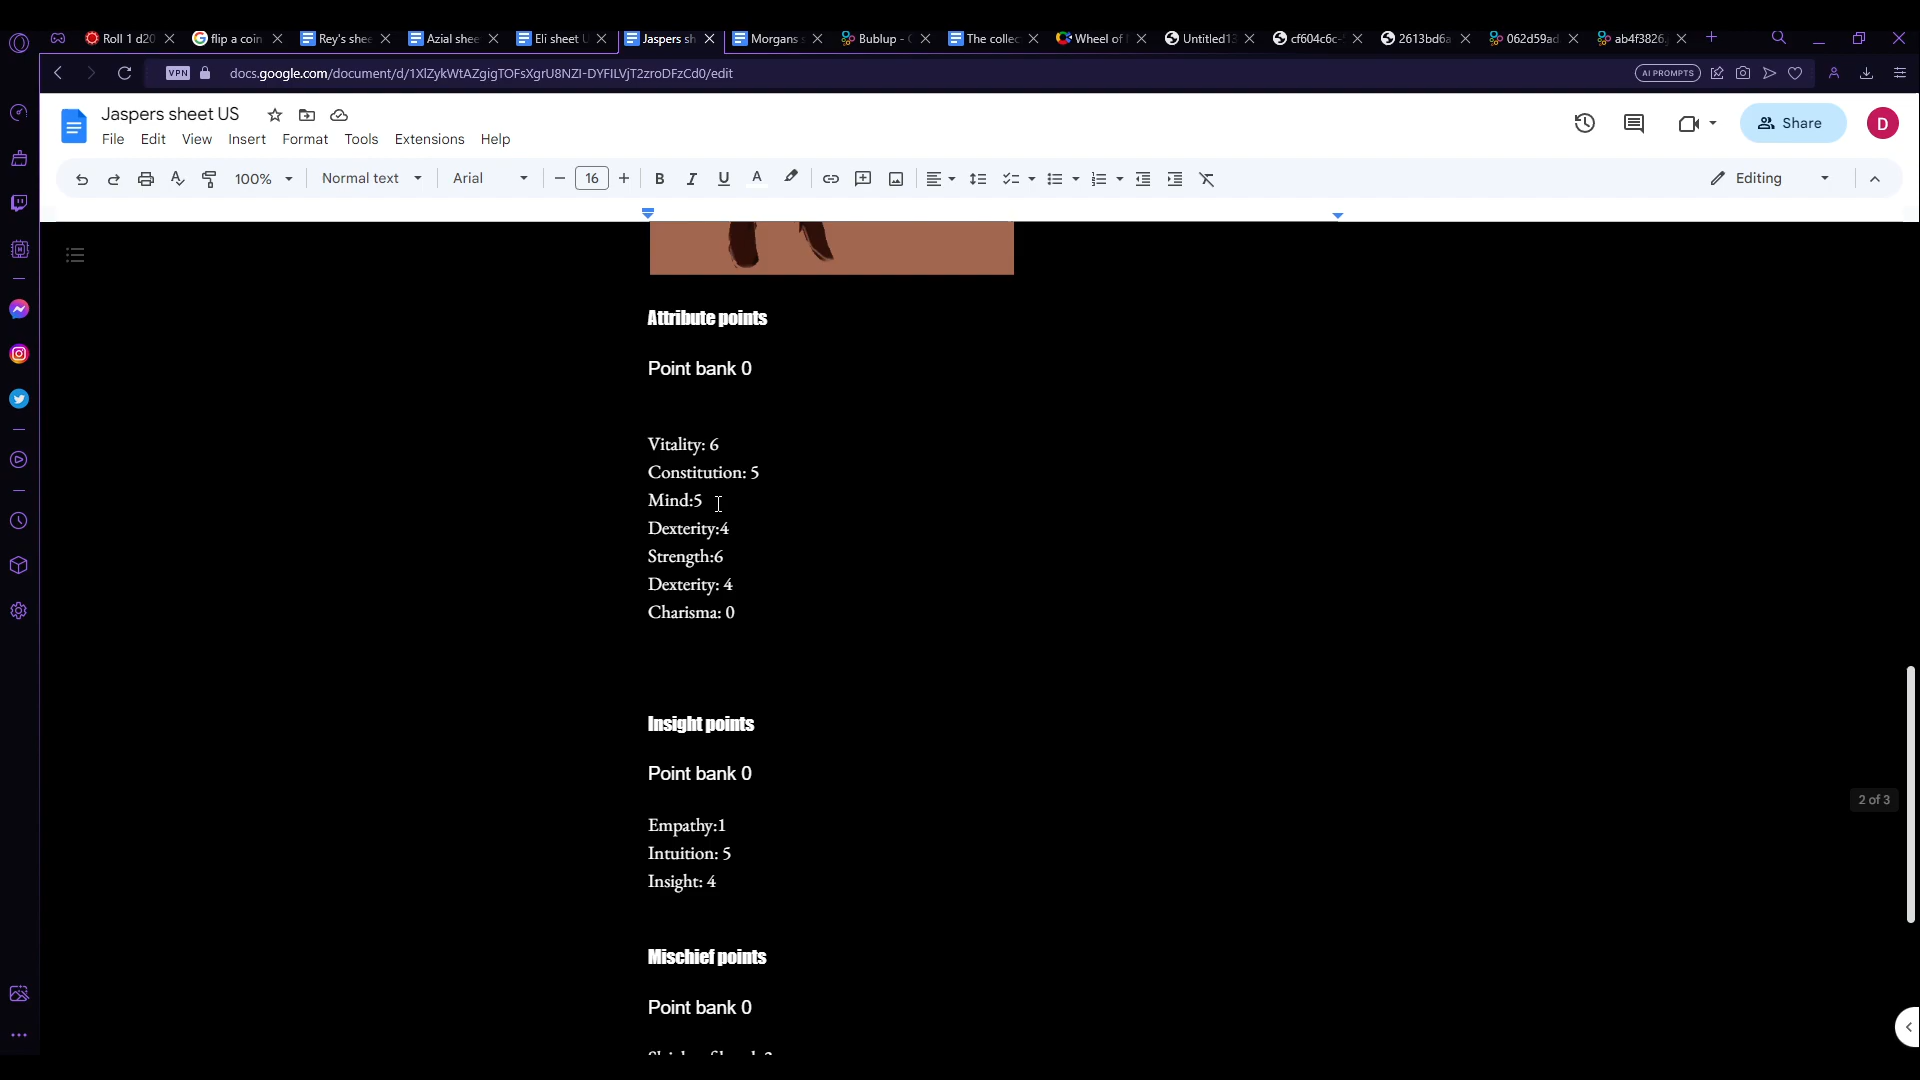 Roll 1 d20
flip a coin
Rey's shee
Azial shee
Eli sheet U
Jaspers sh
Morgans s
Bublup - C
The collec
Wheel of
Untitled13
cf604c6c-
2613bd6a
062d59ad
ab4f3826.
VPN
docs.google.com/document/d/1XlZykWtAZgigTOFsXgrU8NZI-DYFILVjT2zroDFzCd0/edit
AI PROMPTS
Jaspers sheet US
Share
D
File Edit View Insert Format Tools Extensions Help
100% Normal text Arial 16 B I U A Editing
Attribute points
Point bank 0
Vitality: 6
Constitution: 5
Mind:5
Dexterity:4
Strength:6
Dexterity: 4
Charisma: 0
Insight points
Point bank 0
2 of 3
Empathy:1
Intuition: 5
Insight: 4
Mischief points
Point bank 0